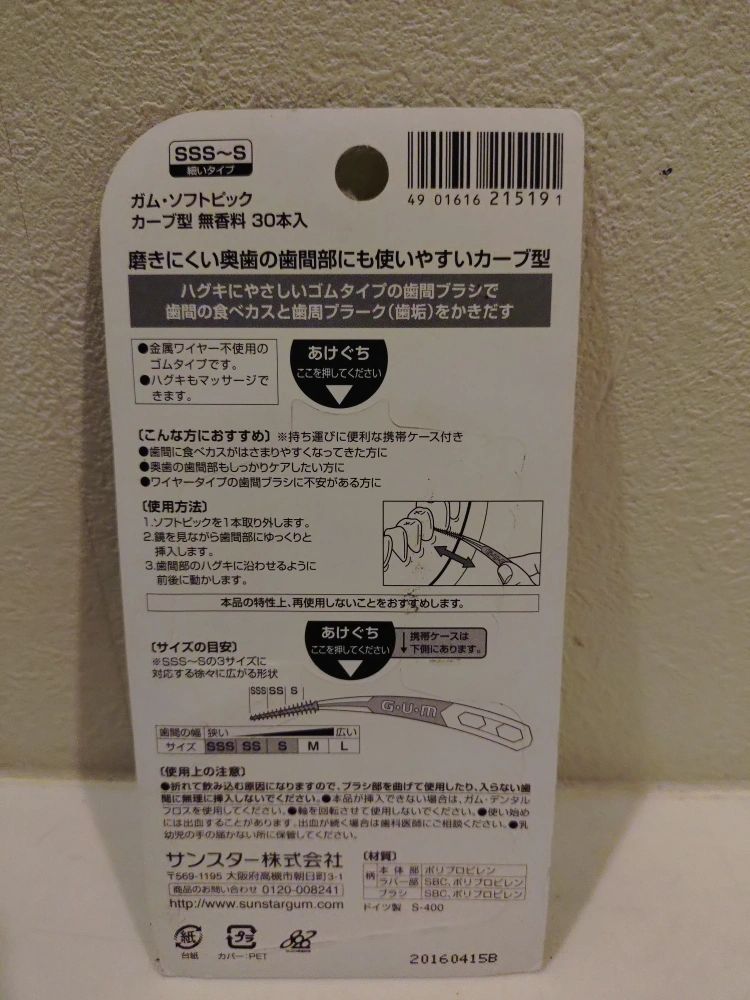 SSS～S
細いタイプ
49 01616 215191
ガム・ソフトピック
カーブ型 無香料 30本入
磨きにくい奥歯の歯間部にも使いやすいカーブ型
ハグキにやさしいゴムタイプの歯間ブラシで
歯間の食べカスと歯周プラーク（歯垢）をかきだす
●金属ワイヤー不使用の
ゴムタイプです。
●ハグキもマッサージで
きます。
あけぐち
ここを押してください
〔こんな方におすすめ〕※持ち運びに便利な携帯ケース付き
●歯間に食べカスがはさまりやすくなってきた方に
●奥歯の歯間部もしっかりケアしたい方に
●ワイヤータイプの歯間ブラシに不安がある方に
〔使用方法〕
1.ソフトピックを1本取り外します。
2.鏡を見ながら歯間部にゆっくりと
挿入します。
3.歯間部のハグキに沿わせるように
前後に動かします。
本品の特性上、再使用しないことをおすすめします。
あけぐち
ここを押してください
↓携帯ケースは
下側にあります。
〔サイズの目安〕
※SSS～Sの3サイズに
対応する徐々に広がる形状
SSS SS S
G・U・M
歯間の幅 狭い 広い
サイズ SSS SS S M L
〔使用上の注意〕
●折れて飲み込む原因になりますので、ブラシ部を曲げて使用したり、入らない歯
間に無理に挿入しないでください。●本品が挿入できない場合は、ガム・デンタル
フロスを使用してください。●軸を回転させて使用しないでください。●使い始め
には出血することがあります。出血が続く場合は歯科医師にご相談ください。●乳
幼児の手の届かない所に保管してください。
サンスター株式会社
〒569-1195 大阪府高槻市朝日町3-1
商品のお問い合わせ 0120-008241
http://www.sunstargum.com
〔材質〕
柄 本体部 ポリプロピレン
ラバー部 SBC、ポリプロピレン
ブラシ SBC、ポリプロピレン
ドイツ製 S-400
紙
台紙
プラ
カバー:PET
20160415B